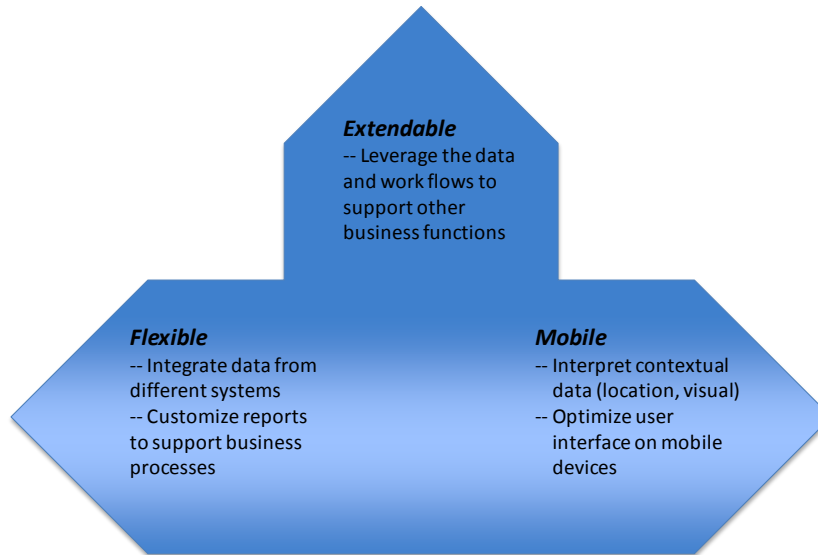 Extendable
-- Leverage the data
and work flows to
support other
business functions
Flexible
-- Integrate data from
different systems
-- Customize reports
to support business
processes
Mobile
-- Interpret contextual
data (location, visual)
-- Optimize user
interface on mobile
devices